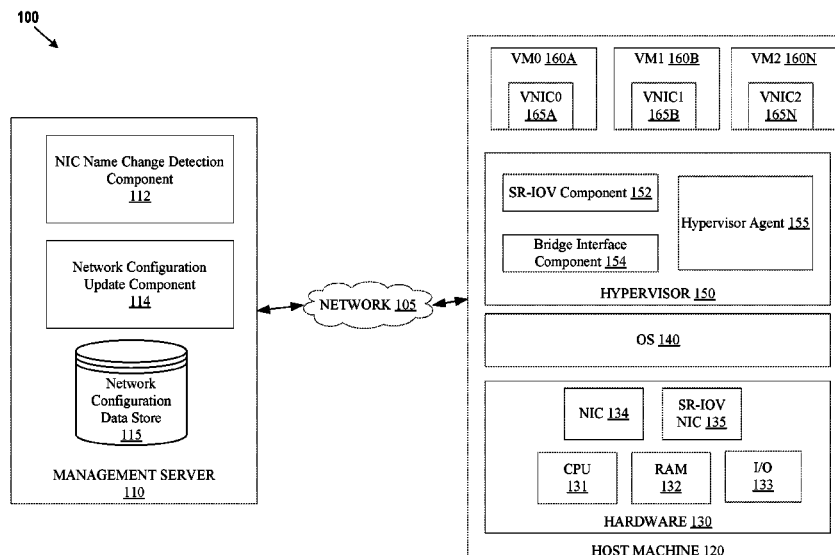 100
NIC Name Change Detection
Component
112
Network Configuration
Update Component
114
Network
Configuration
Data Store
115
MANAGEMENT SERVER
110
NETWORK 105
VM0 160A
VNIC0
165A
VM1 160B
VNIC1
165B
VM2 160N
VNIC2
165N
SR-IOV Component 152
Bridge Interface
Component 154
Hypervisor Agent
155
HYPERVISOR 150
OS 140
NIC 134
SR-IOV
NIC 135
CPU
131
RAM
132
I/O
133
HARDWARE 130
HOST MACHINE 120